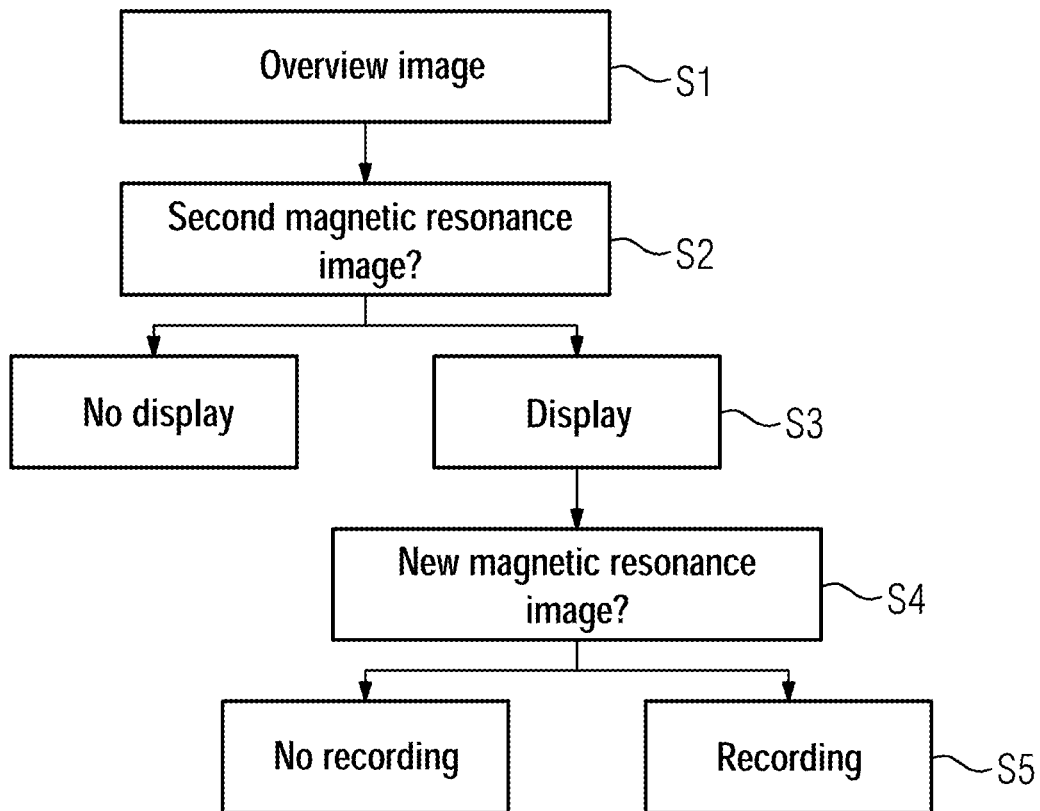 Overview image
S1
Second magnetic resonance
image?
S2
No display
Display
S3
New magnetic resonance
image?
S4
No recording
Recording
S5